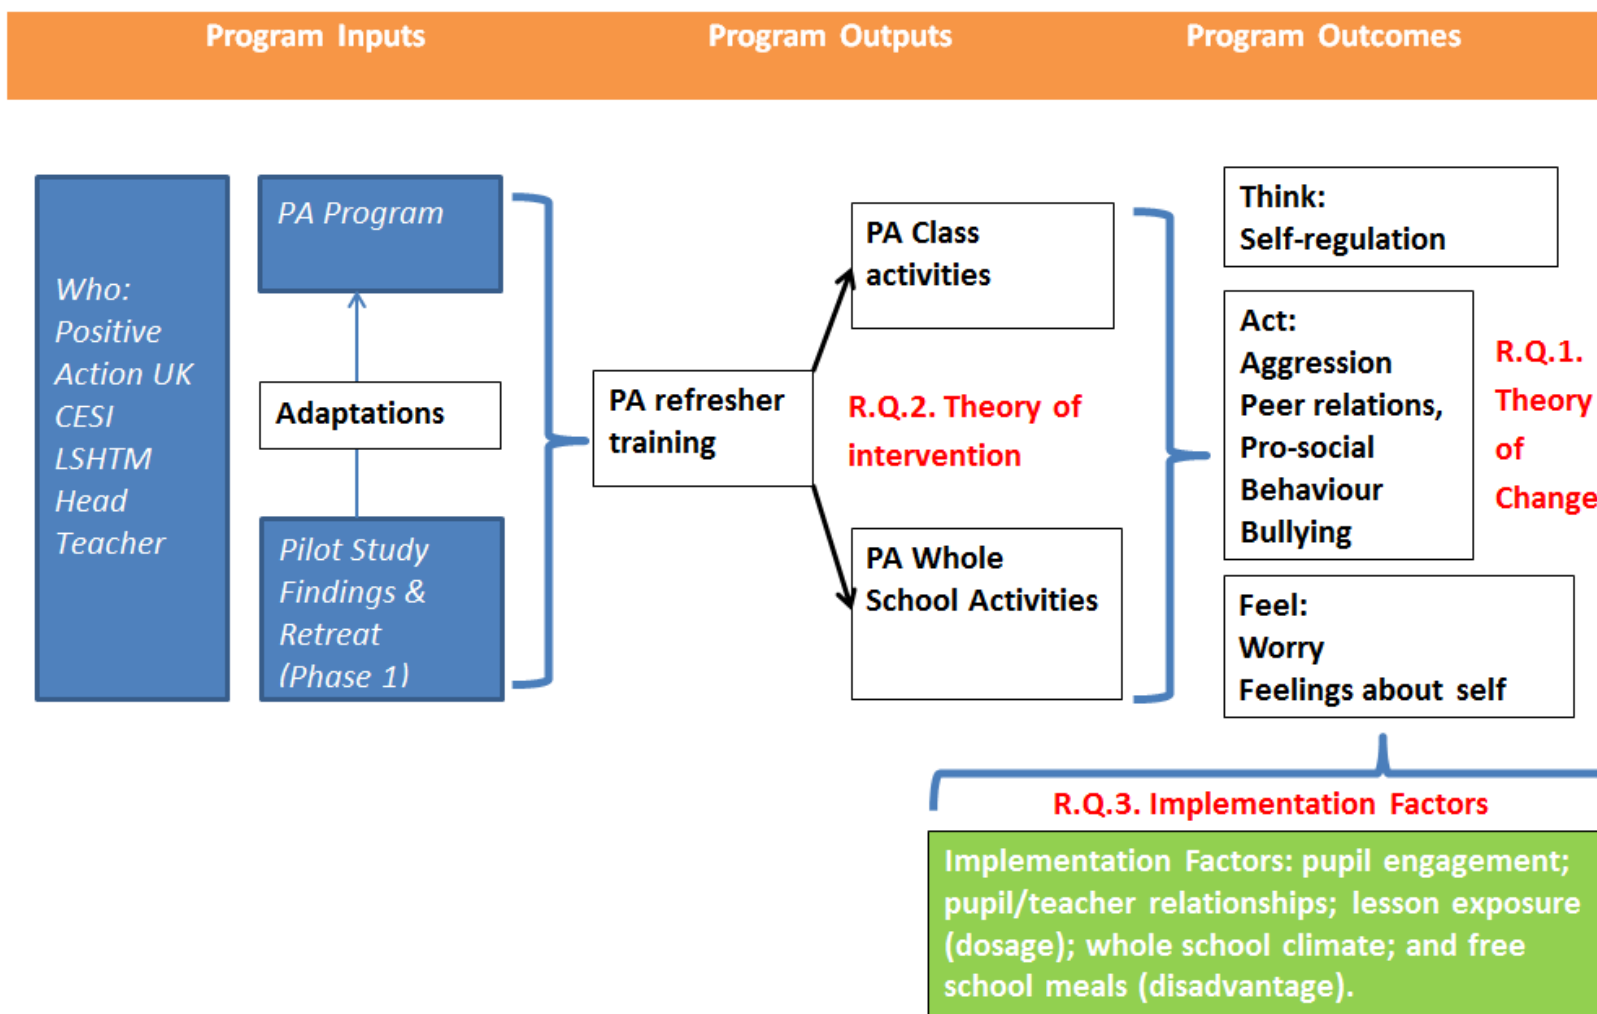 Program Inputs
Program Outputs
Program Outcomes
Who:
Positive
Action UK
CESI
LSHTM
Head
Teacher
PA Program
Adaptations
Pilot Study
Findings &
Retreat
(Phase 1)
PA refresher
training
PA Class
activities
R.Q.2. Theory of
intervention
PA Whole
School Activities
Think:
Self-regulation
Act:
Aggression
Peer relations,
Pro-social
Behaviour
Bullying
R.Q.1.
Theory
of
Change
Feel:
Worry
Feelings about self
R.Q.3. Implementation Factors
Implementation Factors: pupil engagement;
pupil/teacher relationships; lesson exposure
(dosage); whole school climate; and free
school meals (disadvantage).